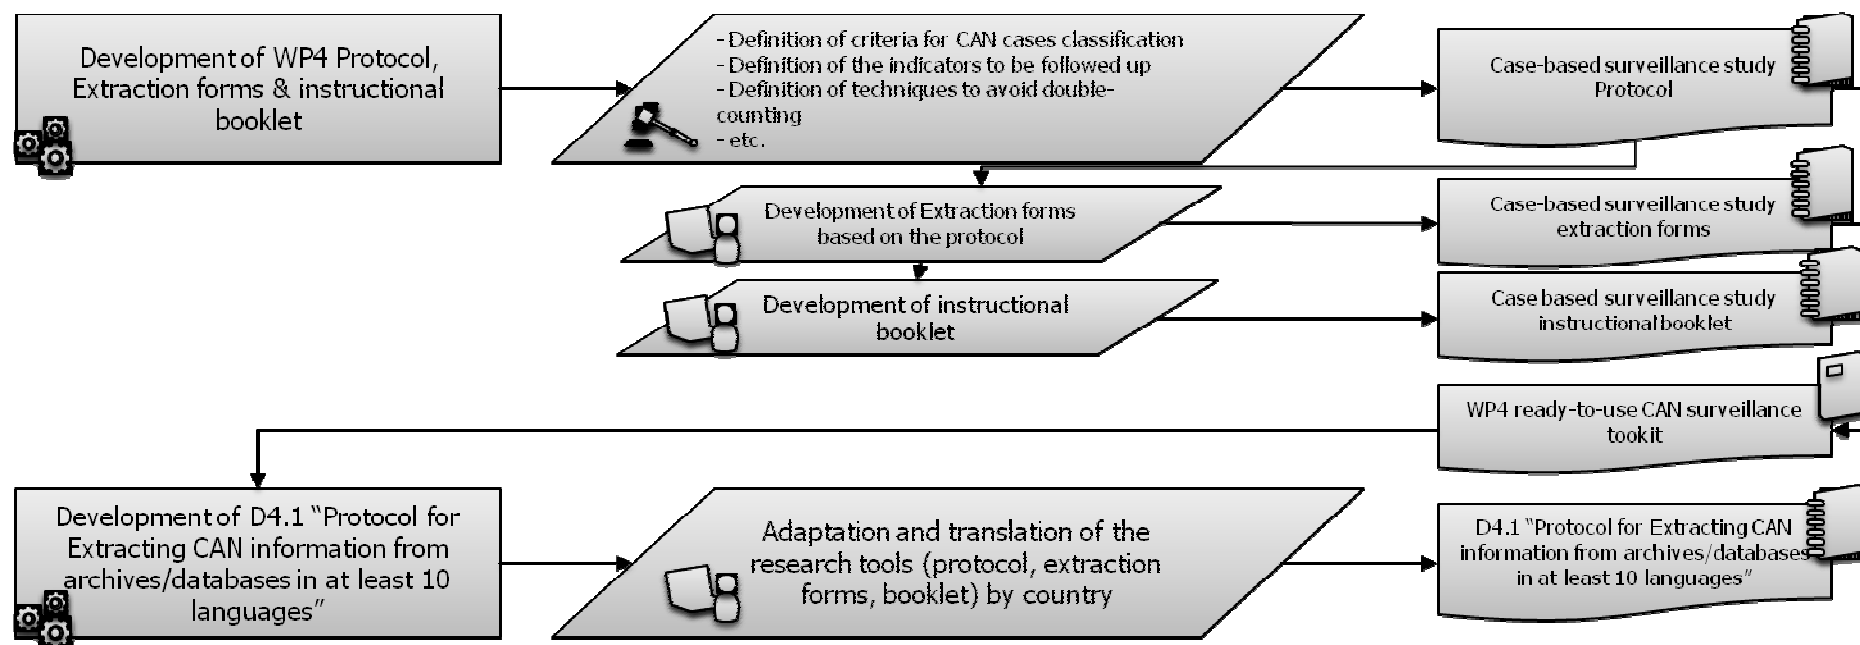 Development of WP4 Protocol,
Extraction forms & instructional
booklet
- Definition of criteria for CAN cases classification
- Definition of the indicators to be followed up
- Definition of techniques to avoid double-
counting
- etc.
Case-based surveillance study
Protocol
Development of Extraction forms
based on the protocol
Case-based surveillance study
extraction forms
Development of instructional
booklet
Case based surveillance study
instructional booklet
WP4 ready-to-use CAN surveillance
tookit
Development of D4.1 “Protocol for
Extracting CAN information from
archives/databases in at least 10
languages”
Adaptation and translation of the
research tools (protocol, extraction
forms, booklet) by country
D4.1 “Protocol for Extracting CAN
information from archives/databases
in at least 10 languages”